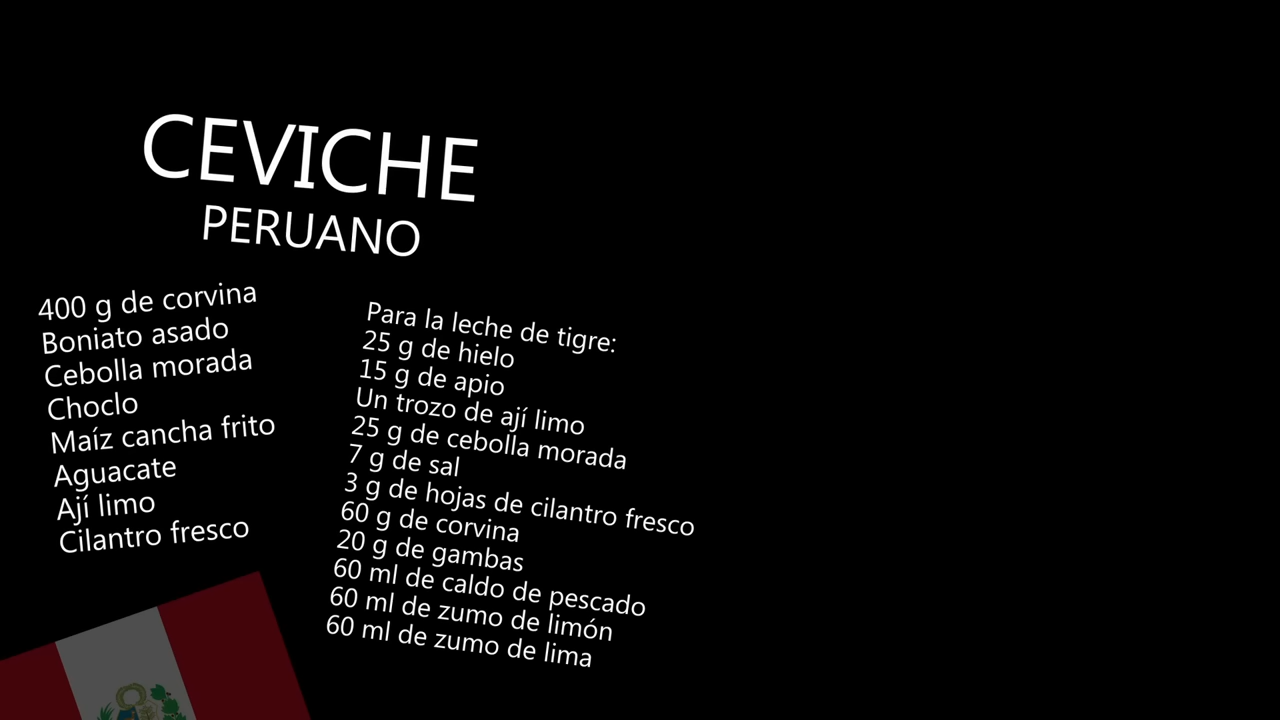 CEVICHE
PERUANO
400 g de corvina
Boniato asado
Cebolla morada
Choclo
Maíz cancha frito
Aguacate
Ají limo
Cilantro fresco
Para la leche de tigre:
25 g de hielo
15 g de apio
Un trozo de ají limo
25 g de cebolla morada
7 g de sal
3 g de hojas de cilantro fresco
60 g de corvina
20 g de gambas
60 ml de caldo de pescado
60 ml de zumo de limón
60 ml de zumo de lima